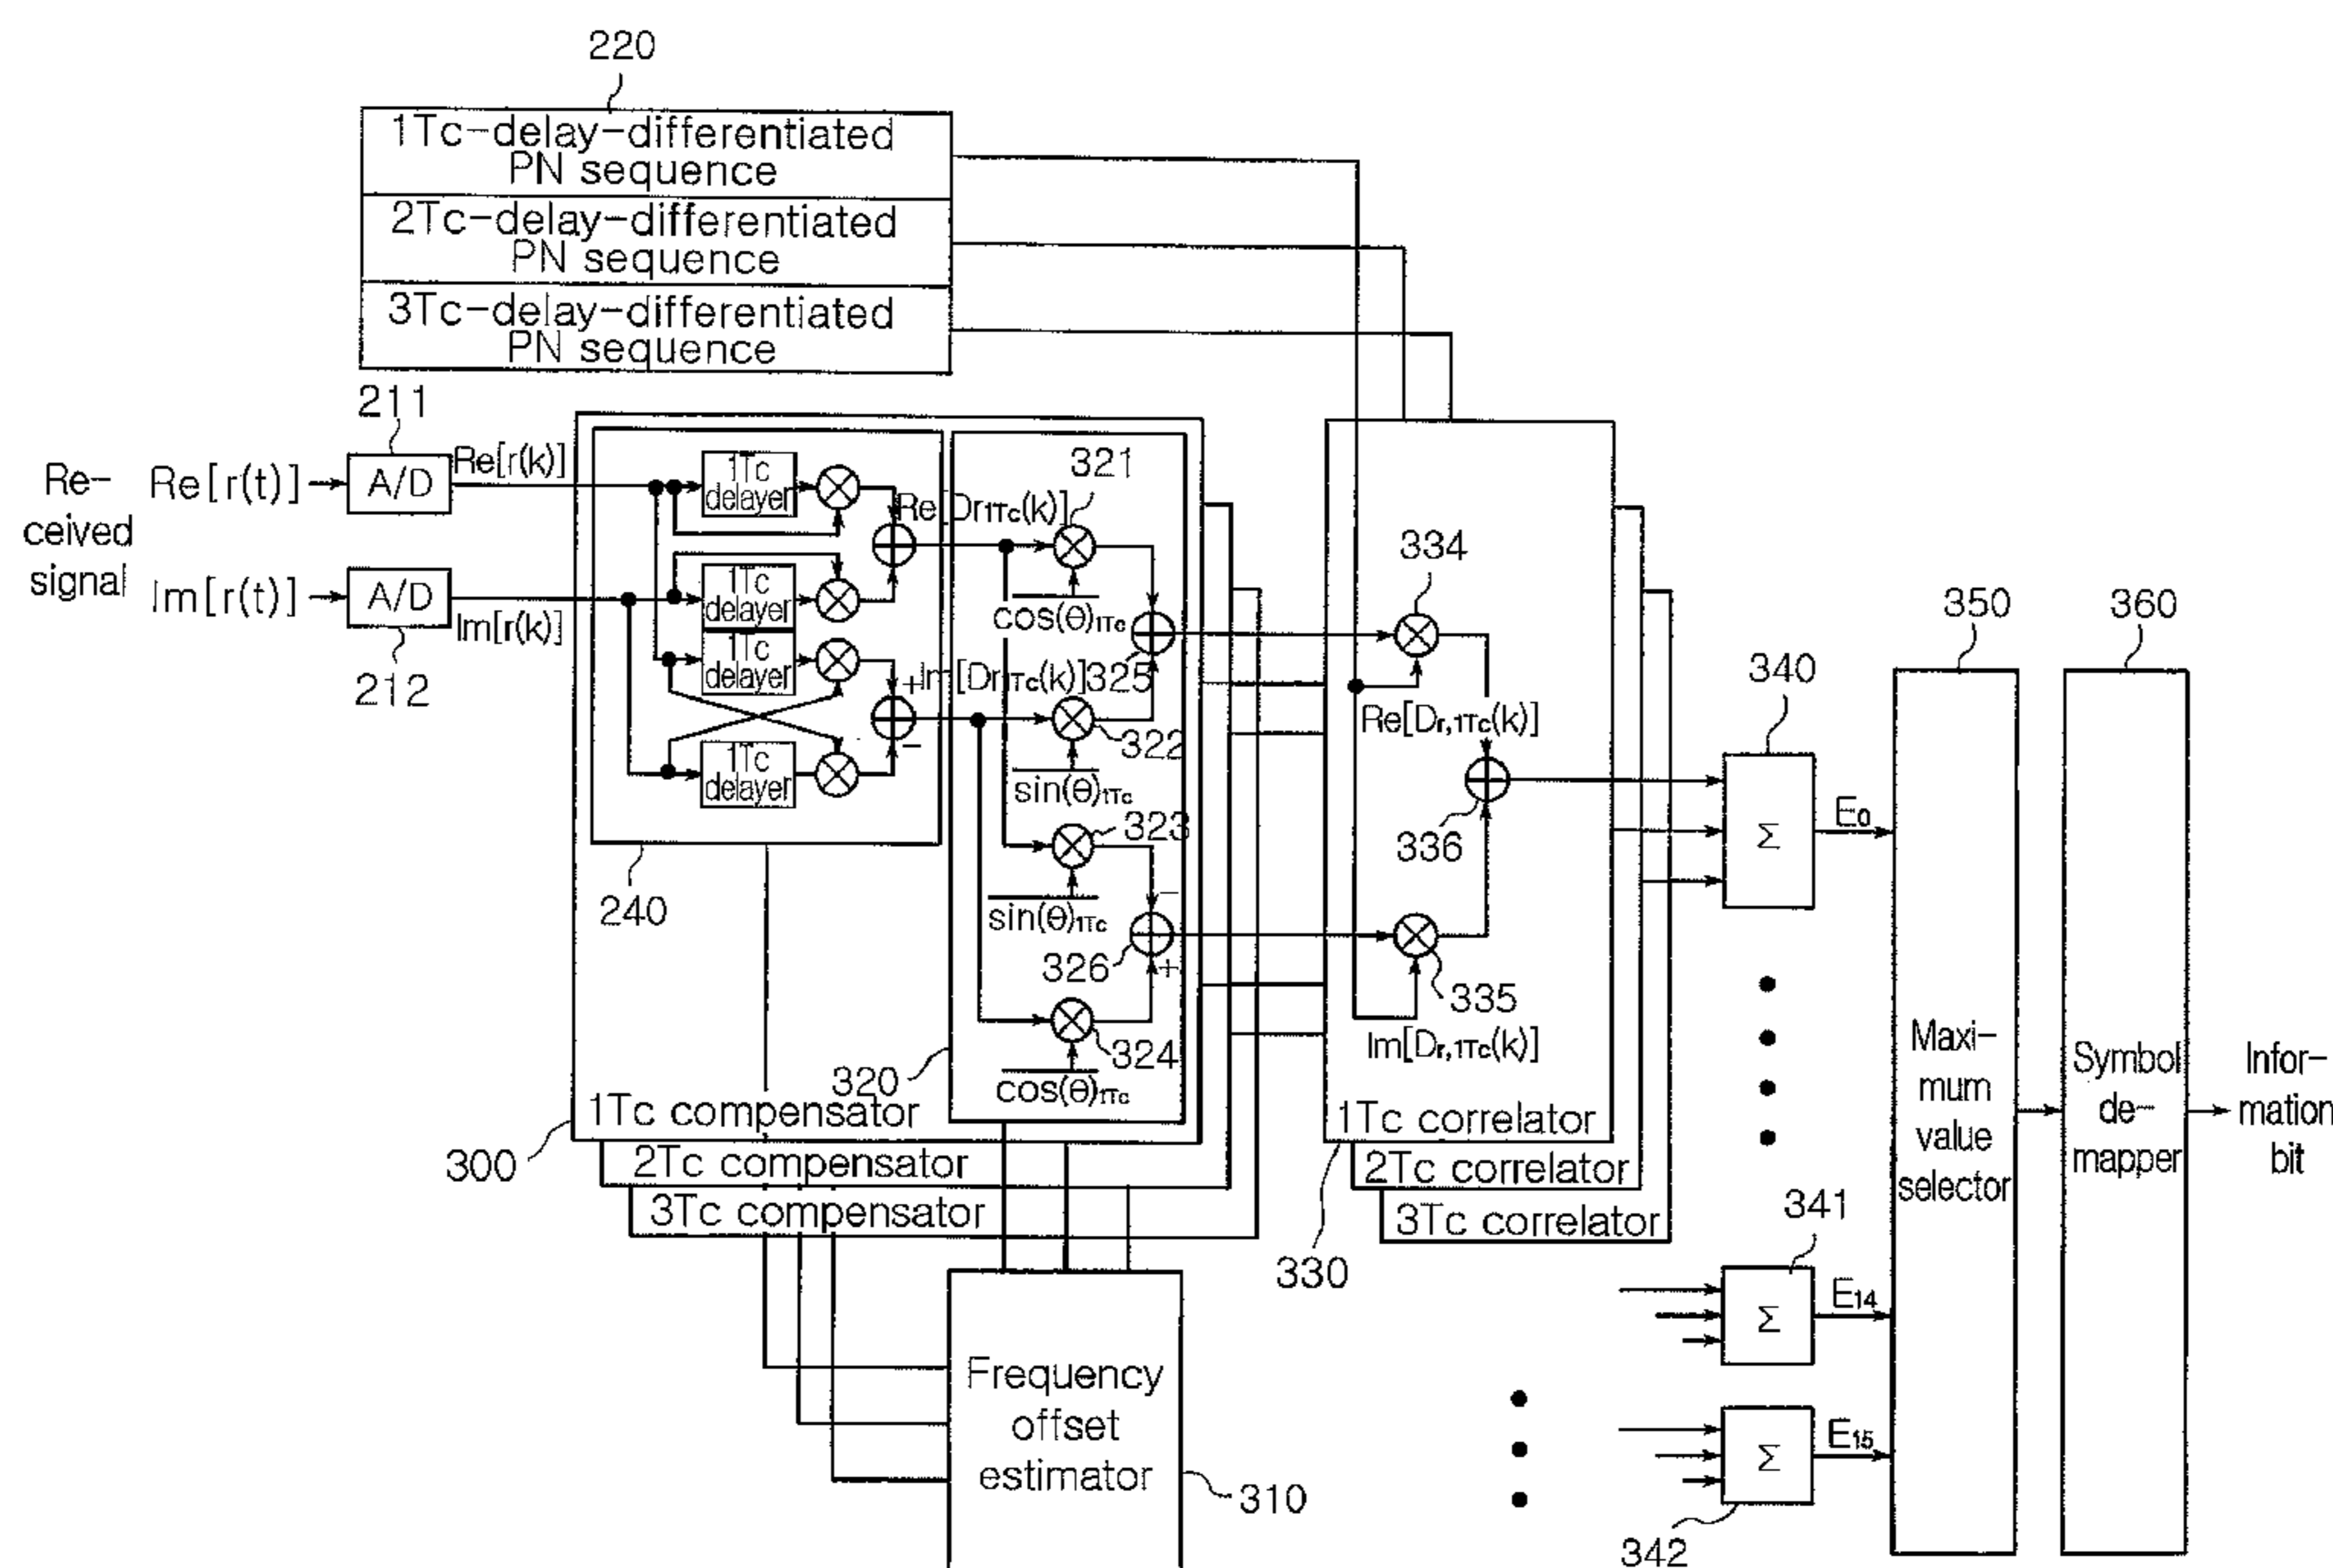 220
1Tc-delay-differentiated
PN sequence
2Tc-delay-differentiated
PN sequence
3Tc-delay-differentiated
PN sequence
Re-
ceived
signal
Re[r(t)]
Im[r(t)]
211
A/D
A/D
212
Re[r(k)]
Im[r(k)]
1Tc
delayer
1Tc
delayer
1Tc
delayer
1Tc
delayer
240
Re[Dr1Tc(k)]
+
Im[Dr1Tc(k)]
-
321
cos(θ)1Tc
325
322
sin(θ)1Tc
323
sin(θ)1Tc
-
326
+
324
cos(θ)1Tc
320
1Tc compensator
300
2Tc compensator
3Tc compensator
Frequency
offset
estimator
310
334
Re[Dr,1Tc(k)]
336
335
Im[Dr,1Tc(k)]
1Tc correlator
2Tc correlator
3Tc correlator
330
340
Σ
E0
341
Σ
E14
Σ
E15
342
350
Maxi-
mum
value
selector
360
Symbol
de-
mapper
Infor-
mation
bit